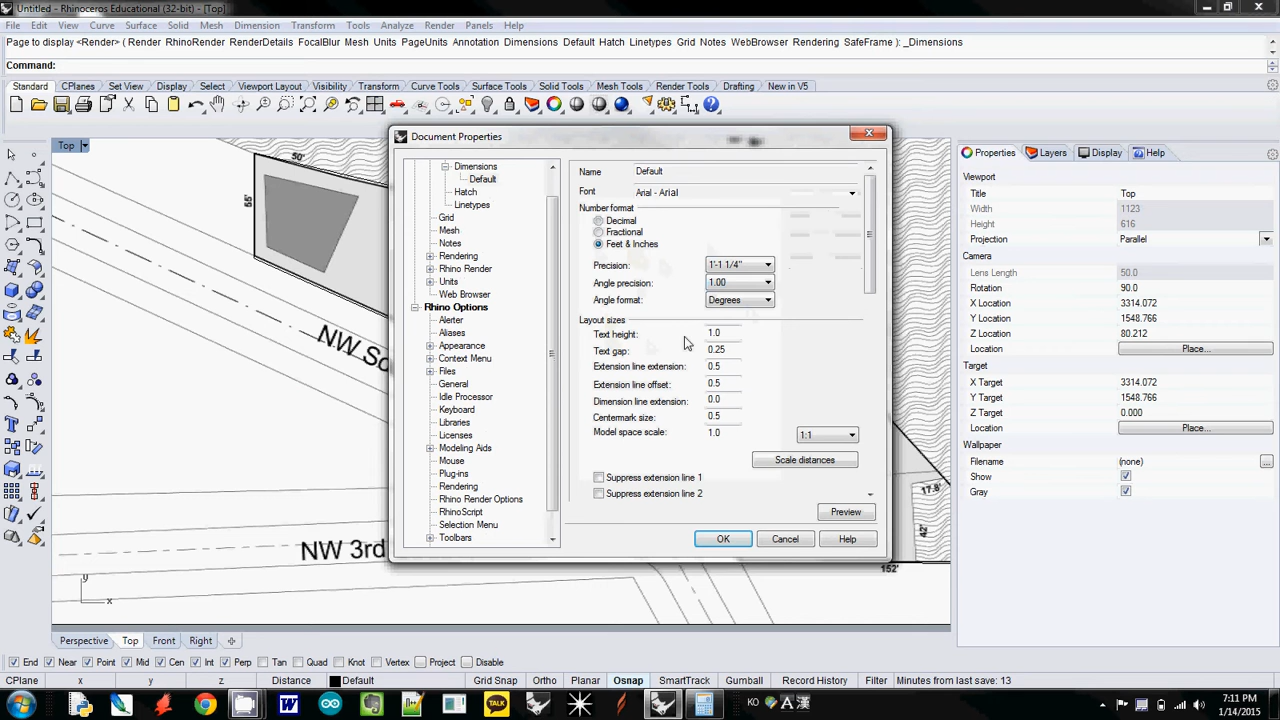 Untitled - Rhinoceros Educational (32-bit) - [Top]
File Edit View Curve Surface Solid Mesh Dimension Transform Tools Analyze Render Panels Help
Page to display <Render> ( Render RhinoRender RenderDetails FocalBlur Mesh Units PageUnits Annotation Dimensions Default Hatch Linetypes Grid Notes WebBrowser Rendering SafeFrame ): _Dimensions
Command:
Standard CPlanes Set View Display Select Viewport Layout Visibility Transform Curve Tools Surface Tools Solid Tools Mesh Tools Render Tools Drafting New in V5
Top
50'
55'
NW
NW 3rd
17.8'
42'
152'
y
x
Document Properties
Dimensions
Default
Hatch
Linetypes
Grid
Mesh
Notes
Rendering
Rhino Render
Units
Web Browser
Rhino Options
Alerter
Aliases
Appearance
Context Menu
Files
General
Idle Processor
Keyboard
Libraries
Licenses
Modeling Aids
Mouse
Plug-ins
Rendering
Rhino Render Options
RhinoScript
Selection Menu
Toolbars
Name Default
Font Arial - Arial
Number format
Decimal
Fractional
Feet & Inches
Precision: 1'-1 1/4"
Angle precision: 1.00
Angle format: Degrees
Layout sizes
Text height: 1.0
Text gap: 0.25
Extension line extension: 0.5
Extension line offset: 0.5
Dimension line extension: 0.0
Centermark size: 0.5
Model space scale: 1.0 1:1
Scale distances
Suppress extension line 1
Suppress extension line 2
Preview
OK Cancel Help
Properties Layers Display Help
Viewport
Title Top
Width 1123
Height 616
Projection Parallel
Camera
Lens Length 50.0
Rotation 90.0
X Location 3314.072
Y Location 1548.766
Z Location 80.212
Location Place...
Target
X Target 3314.072
Y Target 1548.766
Z Target 0.000
Location Place...
Wallpaper
Filename (none) ...
Show
Gray
Perspective Top Front Right
End Near Point Mid Cen Int Perp Tan Quad Knot Vertex Project Disable
CPlane x y z Distance Default Grid Snap Ortho Planar Osnap SmartTrack Gumball Record History Filter Minutes from last save: 13
TALK KO A 漢 7:11 PM
1/14/2015